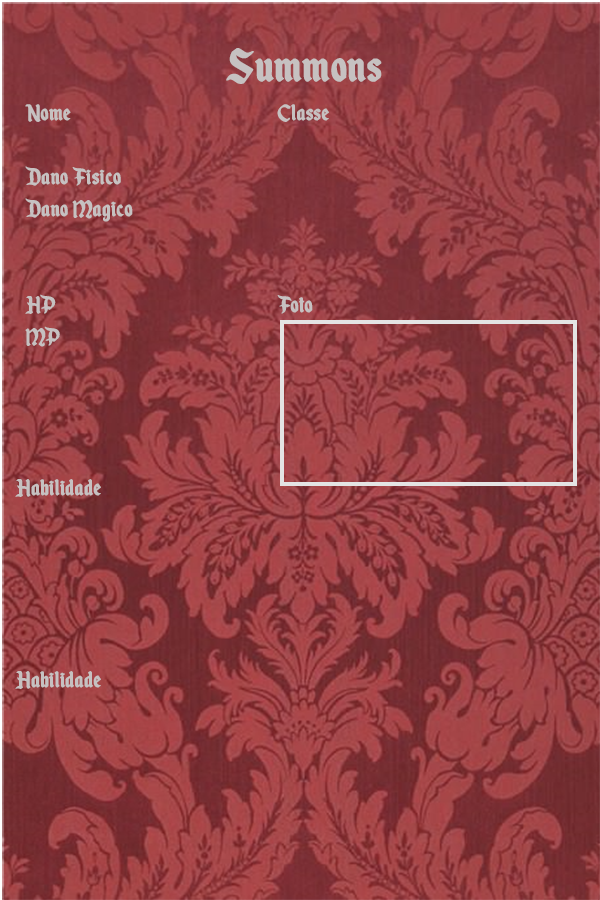 Summons
Nome
Classe
Dano Fisico
Dano Magico
HP
MP
Foto
Habilidade
Habilidade